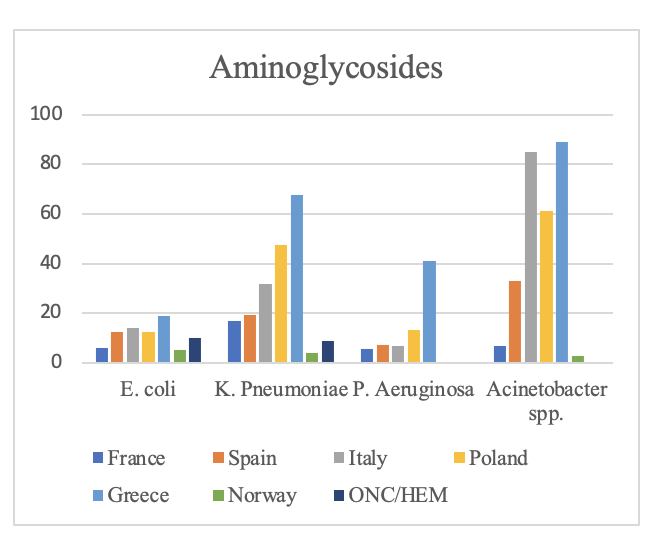 Aminoglycosides
100
80
60
40
20
0
E. coli K. Pneumoniae P. Aeruginosa Acinetobacter
spp.
France Spain Italy Poland
Greece Norway ONC/HEM